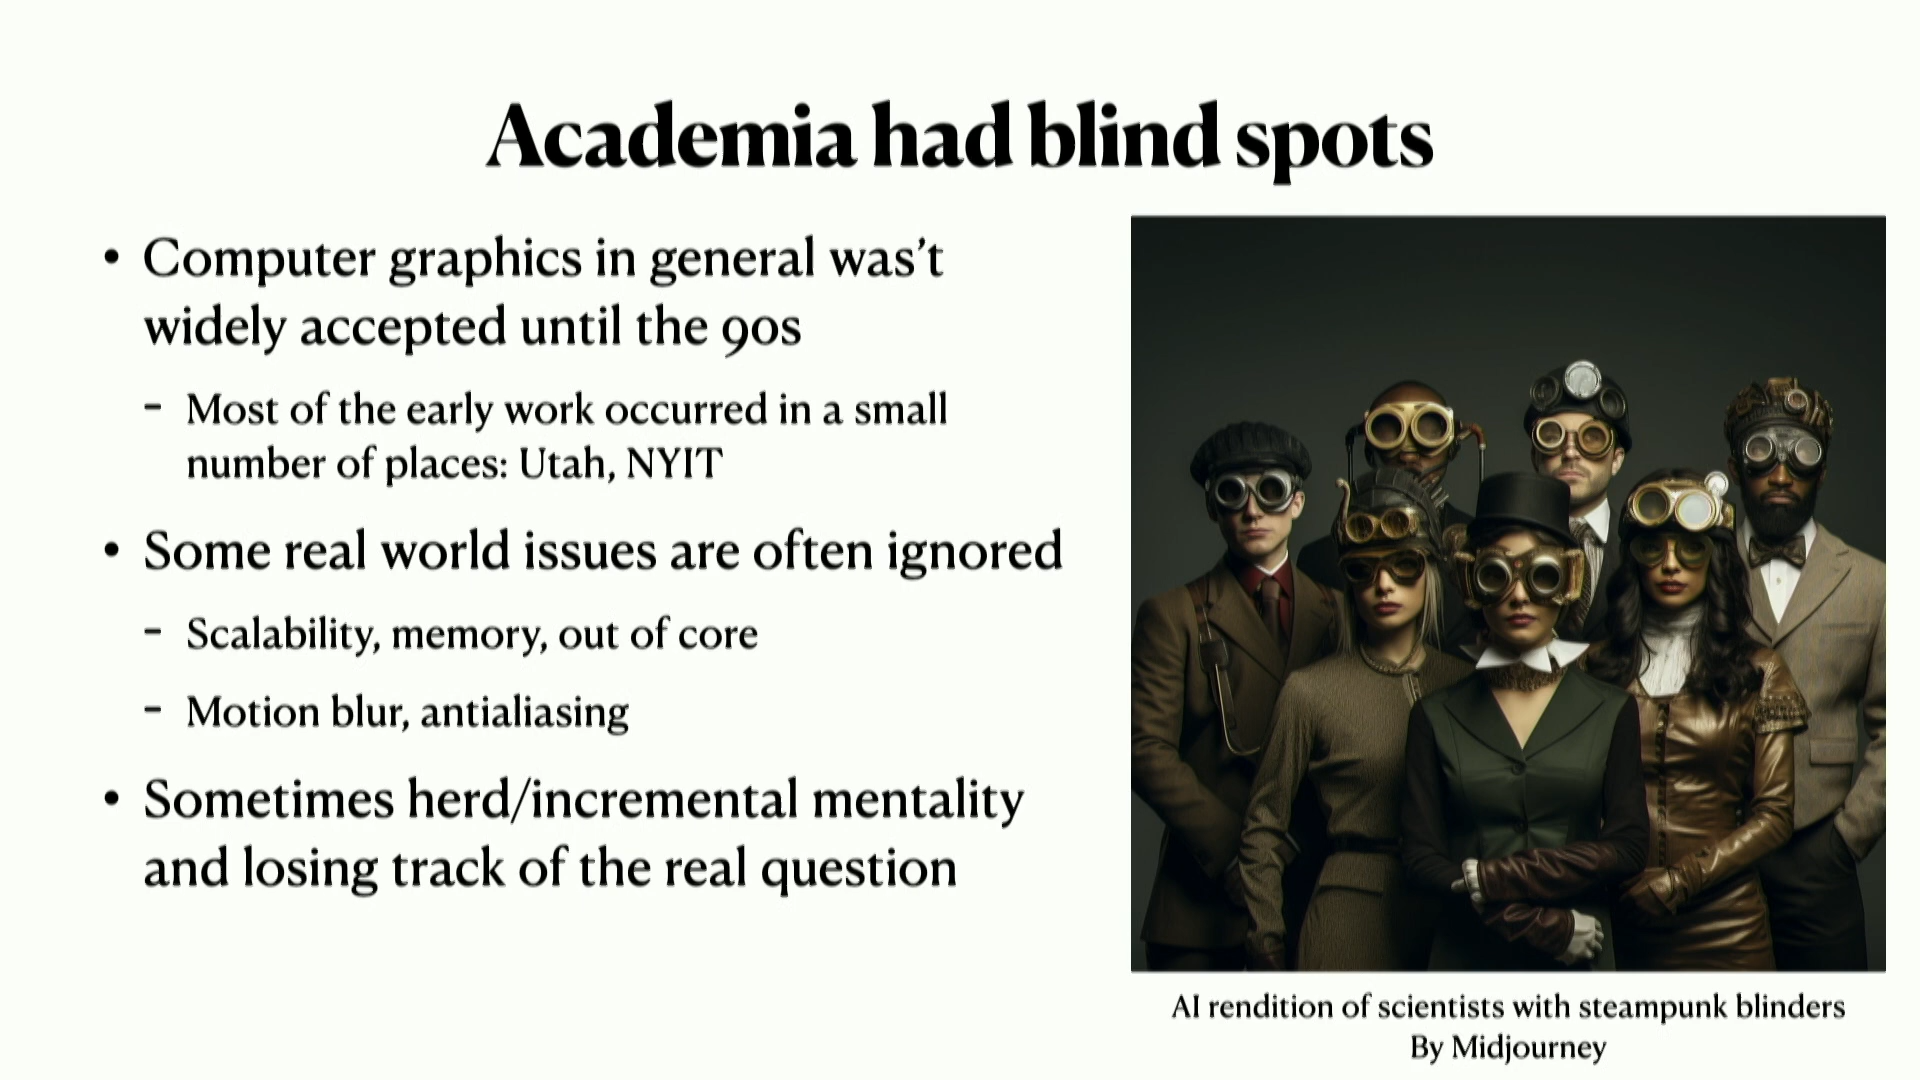 Academia had blind spots
• Computer graphics in general was't
widely accepted until the 90s
– Most of the early work occurred in a small
number of places: Utah, NYIT
• Some real world issues are often ignored
– Scalability, memory, out of core
– Motion blur, antialiasing
• Sometimes herd/incremental mentality
and losing track of the real question
AI rendition of scientists with steampunk blinders
By Midjourney